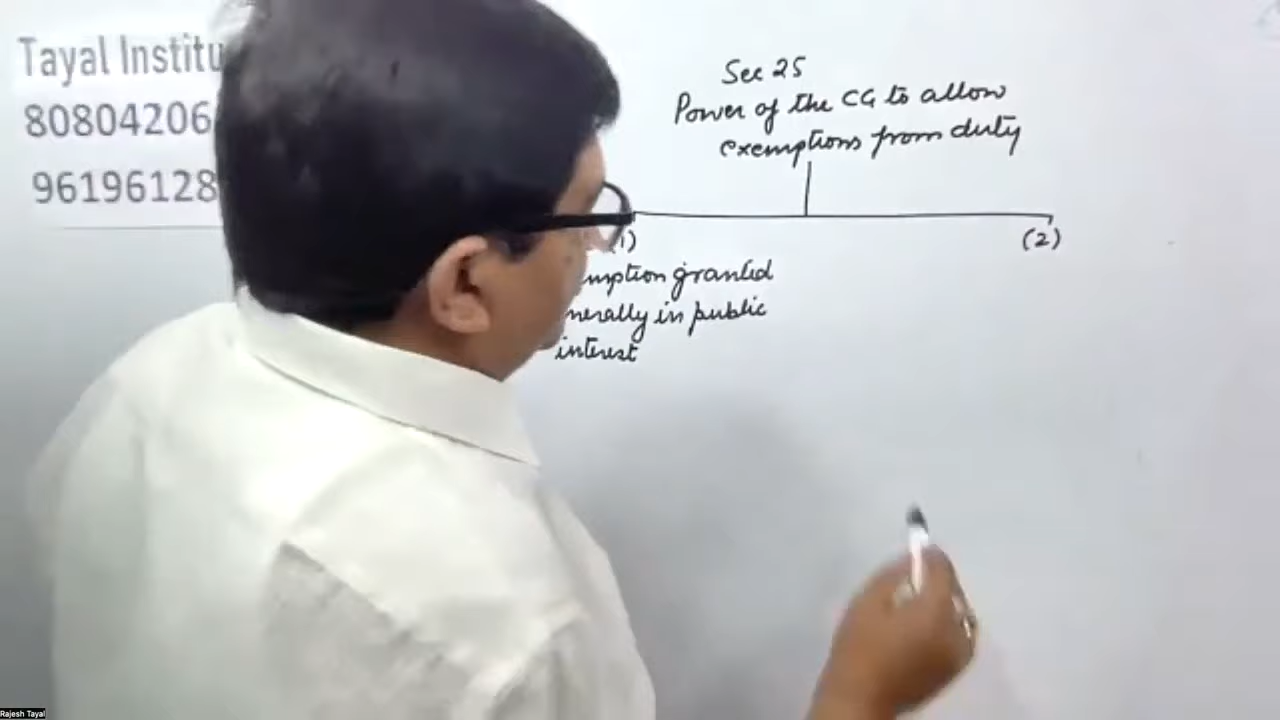 Tayal Institu
80804206
96196128
Sec 25
Power of the CG to allow
exemptions from duty
1) (2)
mption granted
nerally in public
interest
Rajesh Tayal